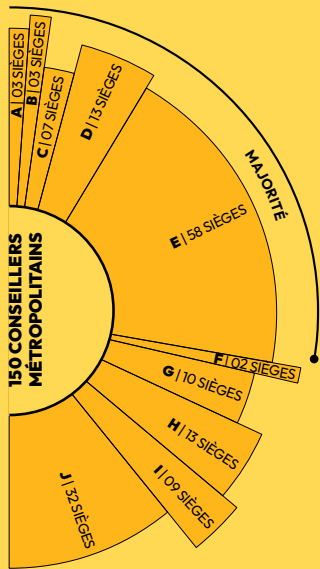 150 CONSEILLERS
MÉTROPOLITAINS
A | 03 SIÈGES
B | 03 SIÈGES
C | 07 SIÈGES
D | 13 SIÈGES
E | 58 SIÈGES
F | 02 SIÈGES
G | 10 SIÈGES
H | 13 SIÈGES
I | 09 SIÈGES
J | 32 SIÈGES
MAJORITÉ